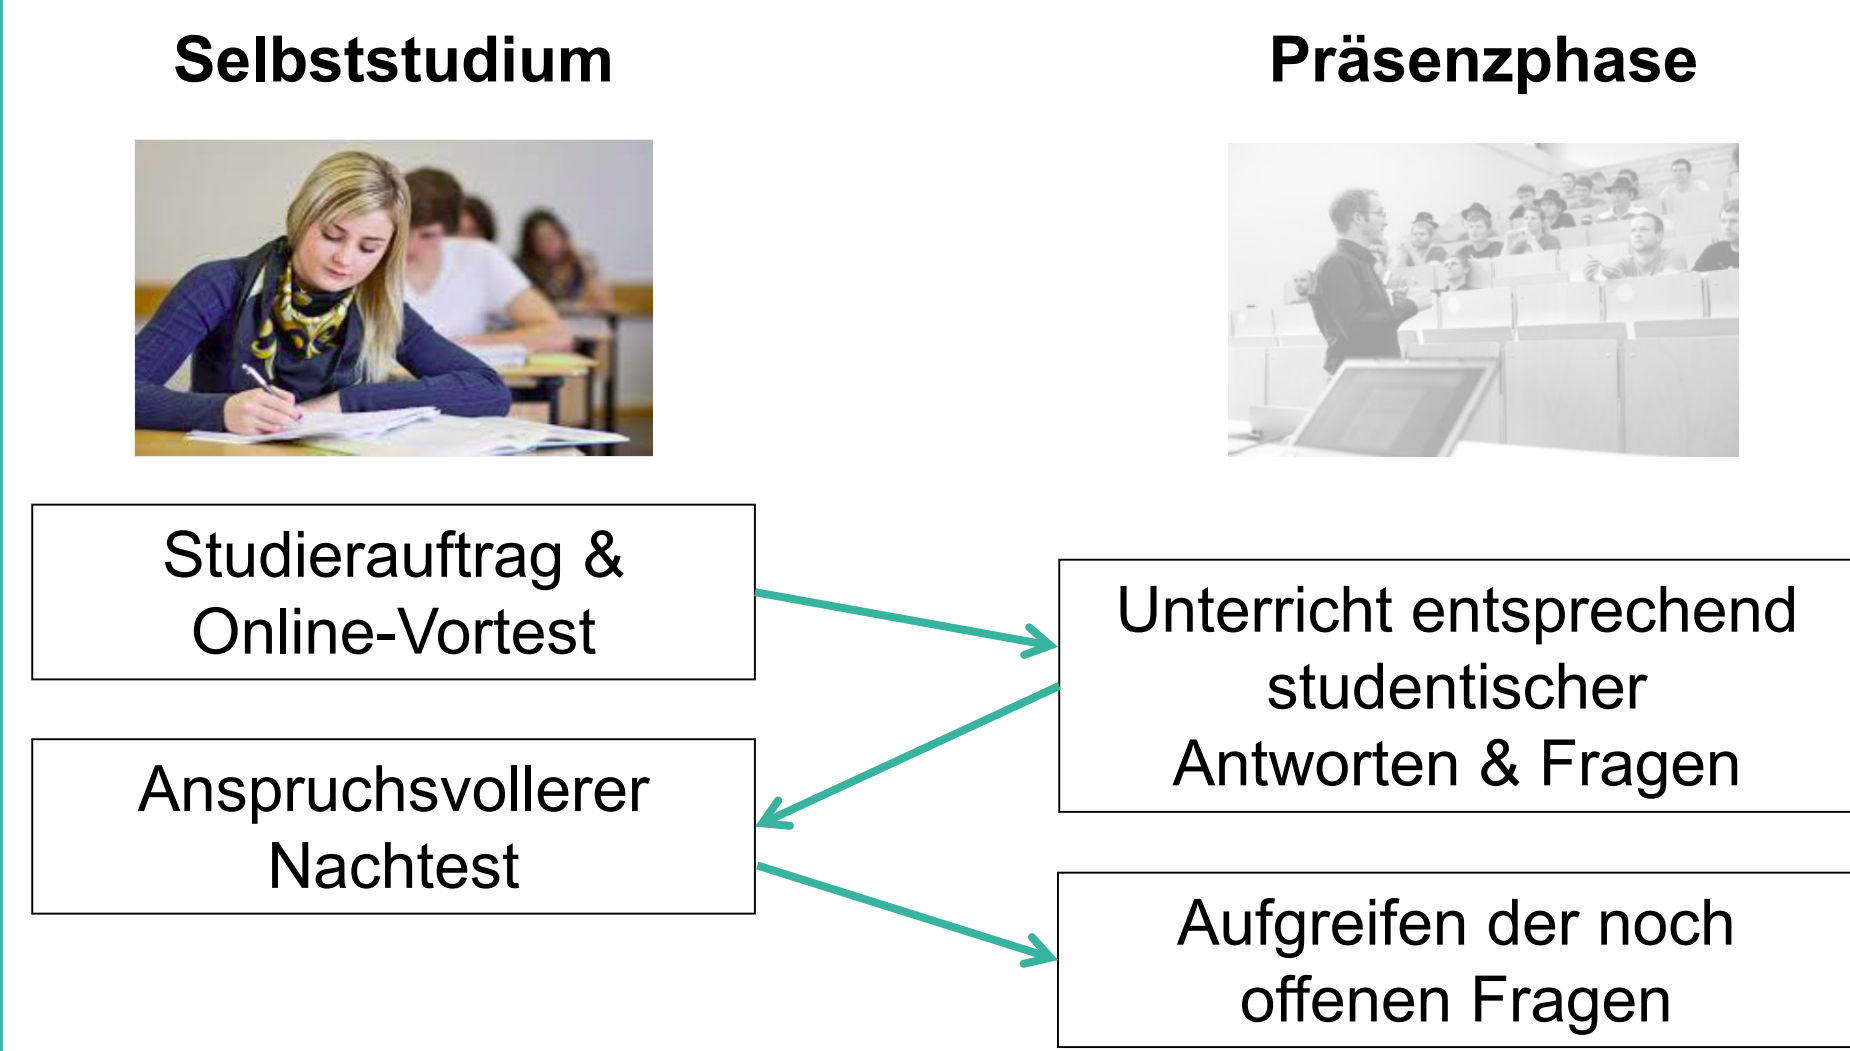 Selbststudium
Präsenzphase
Studierauftrag &
Online-Vortest
Unterricht entsprechend
studentischer
Antworten & Fragen
Anspruchsvollerer
Nachtest
Aufgreifen der noch
offenen Fragen